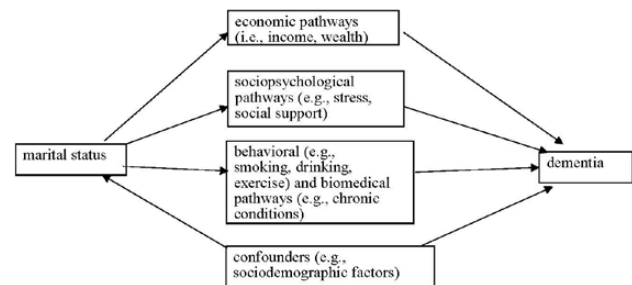 economic pathways
(i.e., income, wealth)
sociopsychological
pathways (e.g., stress,
social support)
marital status
behavioral (e.g.,
smoking, drinking,
exercise) and biomedical
pathways (e.g., chronic
conditions)
dementia
confounders (e.g.,
sociodemographic factors)